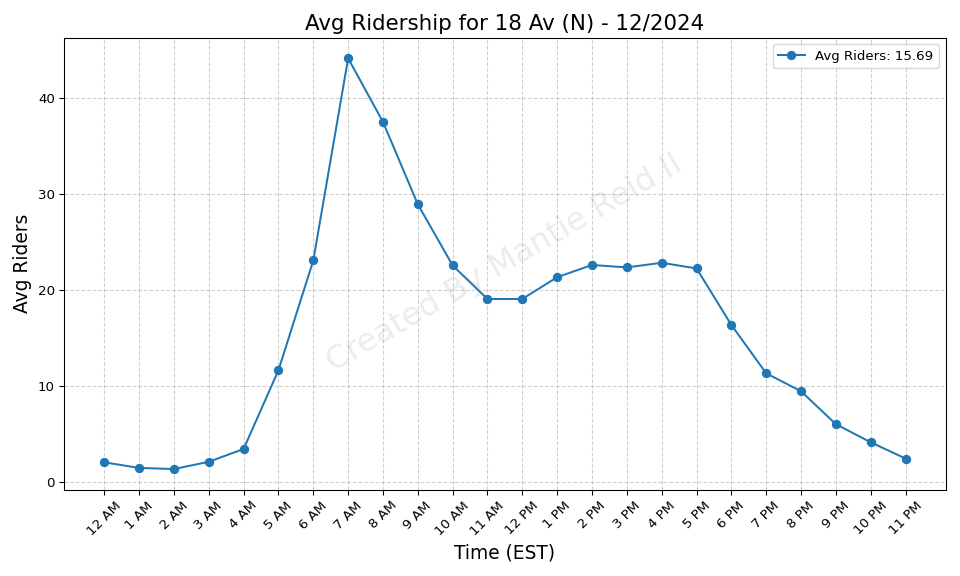 Avg Ridership for 18 Av (N) - 12/2024
Avg Riders: 15.69
Avg Riders
40
30
20
10
0
Created By Mantle Reid II
12 AM
1 AM
2 AM
3 AM
4 AM
5 AM
6 AM
7 AM
8 AM
9 AM
10 AM
11 AM
12 PM
1 PM
2 PM
3 PM
4 PM
5 PM
6 PM
7 PM
8 PM
9 PM
10 PM
11 PM
Time (EST)